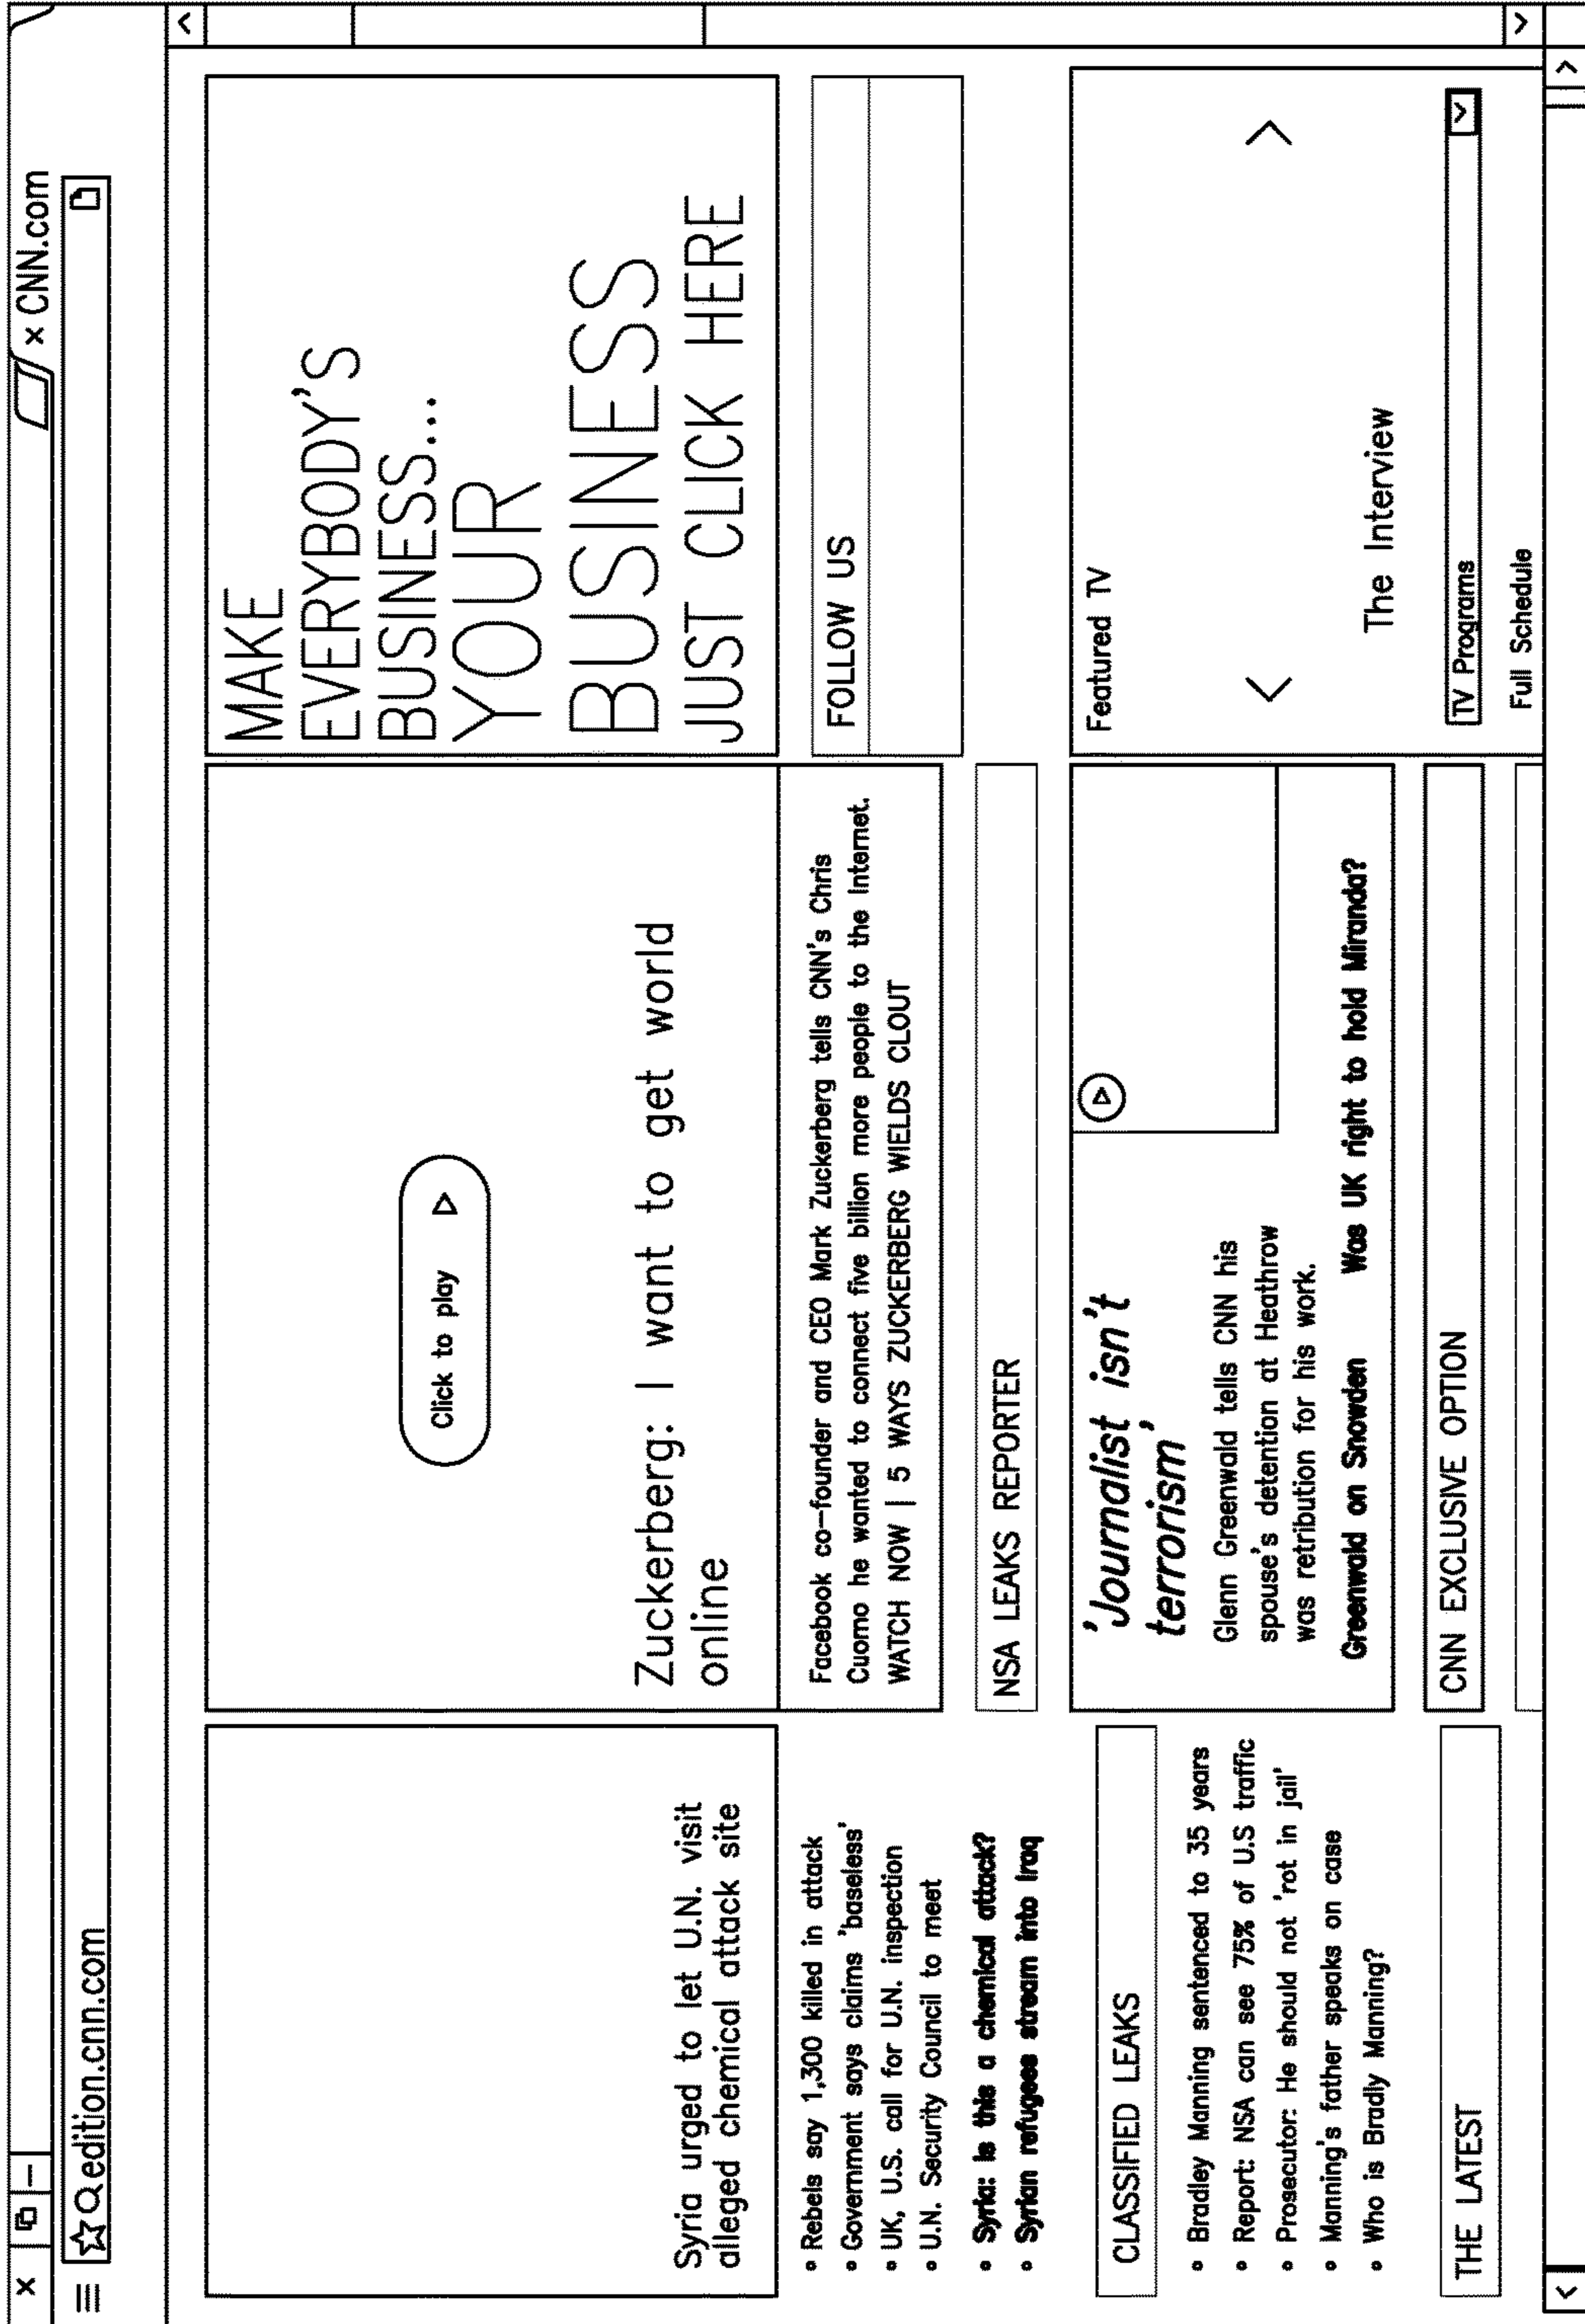 × CNN.com
edition.cnn.com
Syria urged to let U.N. visit
alleged chemical attack site
• Rebels say 1,300 killed in attack
• Government says claims 'baseless'
• UK, U.S. call for U.N. inspection
• U.N. Security Council to meet
• Syria: is this a chemical attack?
• Syrian refugees stream into Iraq
CLASSIFIED LEAKS
• Bradley Manning sentenced to 35 years
• Report: NSA can see 75% of U.S traffic
• Prosecutor: He should not 'rot in jail'
• Manning's father speaks on case
• Who is Bradly Manning?
THE LATEST
Click to play
Zuckerberg: I want to get world
online
Facebook co-founder and CEO Mark Zuckerberg tells CNN's Chris
Cuomo he wanted to connect five billion more people to the Internet.
WATCH NOW | 5 WAYS ZUCKERBERG WIELDS CLOUT
NSA LEAKS REPORTER
'Journalist isn't
terrorism'
Glenn Greenwald tells CNN his
spouse's detention at Heathrow
was retribution for his work.
Greenwald on Snowden Was UK right to hold Miranda?
CNN EXCLUSIVE OPTION
MAKE
EVERYBODY'S
BUSINESS...
YOUR
BUSINESS
JUST CLICK HERE
FOLLOW US
Featured TV
The Interview
TV Programs
Full Schedule